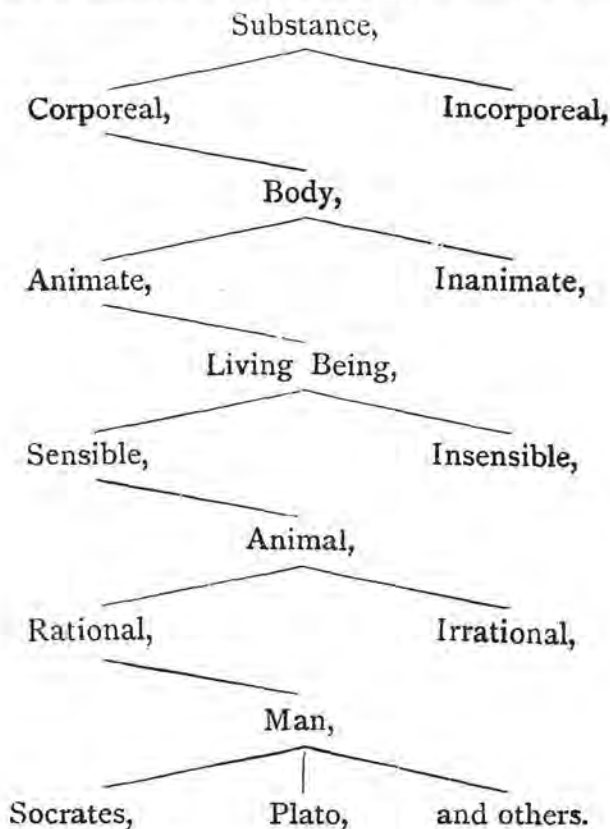 Substance,
Corporeal, Incorporeal,
Body,
Animate, Inanimate,
Living Being,
Sensible, Insensible,
Animal,
Rational, Irrational,
Man,
Socrates, Plato, and others.